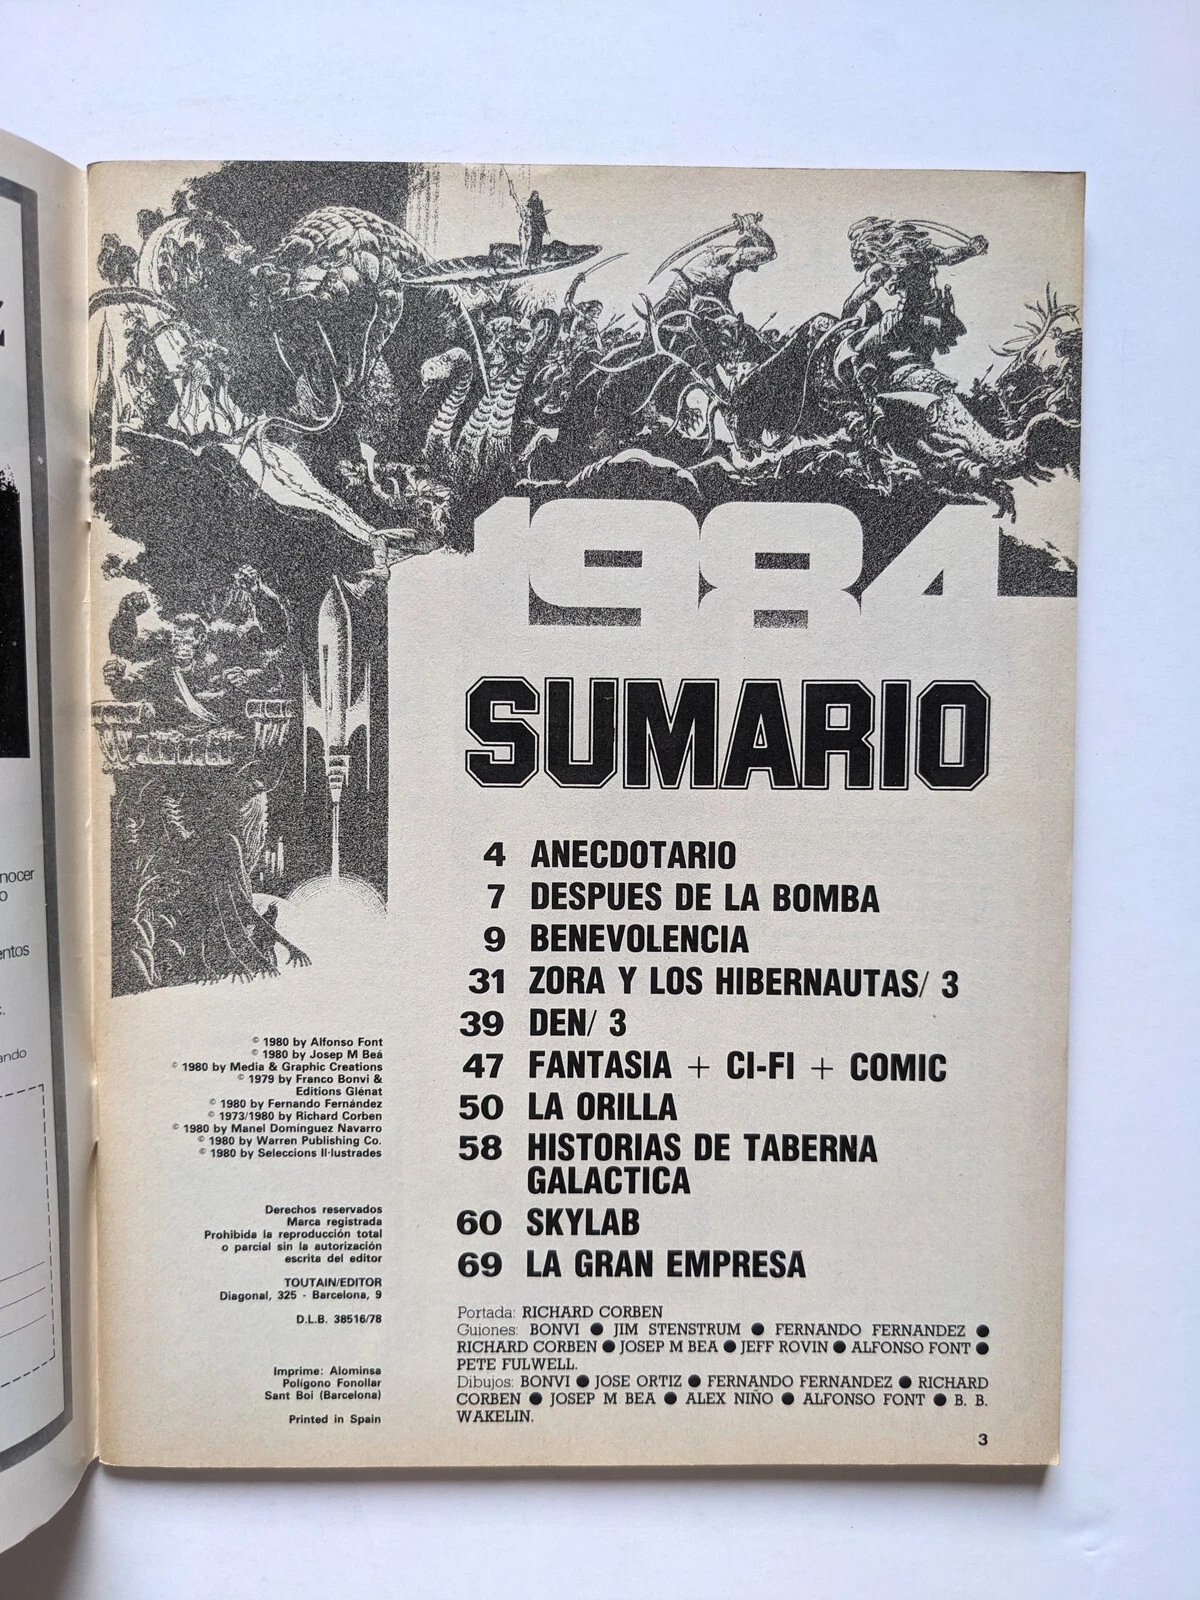 nocer
o
entos
ando
1984
SUMARIO
4 ANECDOTARIO
7 DESPUES DE LA BOMBA
9 BENEVOLENCIA
31 ZORA Y LOS HIBERNAUTAS/ 3
39 DEN/ 3
47 FANTASIA + CI-FI + COMIC
50 LA ORILLA
58 HISTORIAS DE TABERNA
GALACTICA
60 SKYLAB
69 LA GRAN EMPRESA
© 1980 by Alfonso Font
© 1980 by Josep M Beá
© 1980 by Media & Graphic Creations
© 1979 by Franco Bonvi &
Editions Glénat
© 1980 by Fernando Fernández
© 1973/1980 by Richard Corben
© 1980 by Manel Domínguez Navarro
© 1980 by Warren Publishing Co.
© 1980 by Seleccions Il·lustrades
Derechos reservados
Marca registrada
Prohibida la reproducción total
o parcial sin la autorización
escrita del editor
TOUTAIN/EDITOR
Diagonal, 325 - Barcelona, 9
D.L.B. 38516/78
Imprime: Alominsa
Polígono Fonollar
Sant Boi (Barcelona)
Printed in Spain
Portada: RICHARD CORBEN
Guiones: BONVI ● JIM STENSTRUM ● FERNANDO FERNANDEZ ●
RICHARD CORBEN ● JOSEP M BEA ● JEFF ROVIN ● ALFONSO FONT ●
PETE FULWELL.
Dibujos: BONVI ● JOSE ORTIZ ● FERNANDO FERNANDEZ ● RICHARD
CORBEN ● JOSEP M BEA ● ALEX NIÑO ● ALFONSO FONT ● B. B.
WAKELIN.
3